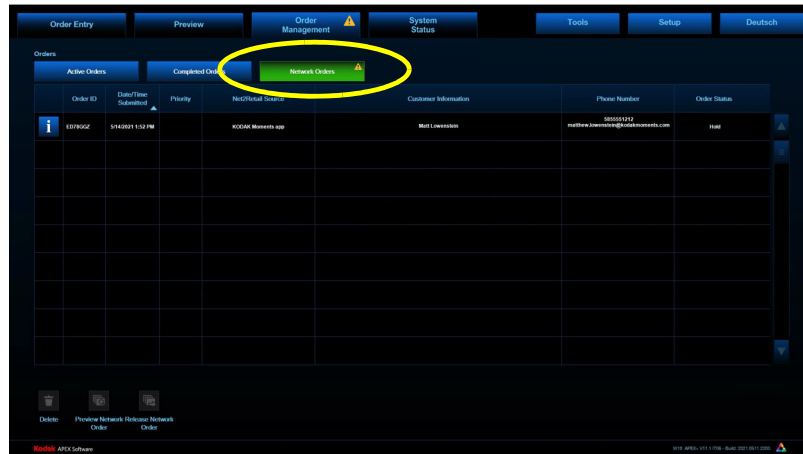 Order Entry
Preview
Order Management
System Status
Tools
Setup
Deutsch
Orders
Active Orders
Completed Orders
Network Orders
Order ID
Date/Time Submitted
Priority
Net2Retail Source
Customer Information
Phone Number
Order Status
i
ED78GGZ
5/14/2021 1:52 PM
KODAK Moments app
Matt Lowenstein
5855551212
matthew.lowenstein@kodakmoments.com
Hold
Delete
Preview Network Order
Release Network Order
Kodak APEX Software